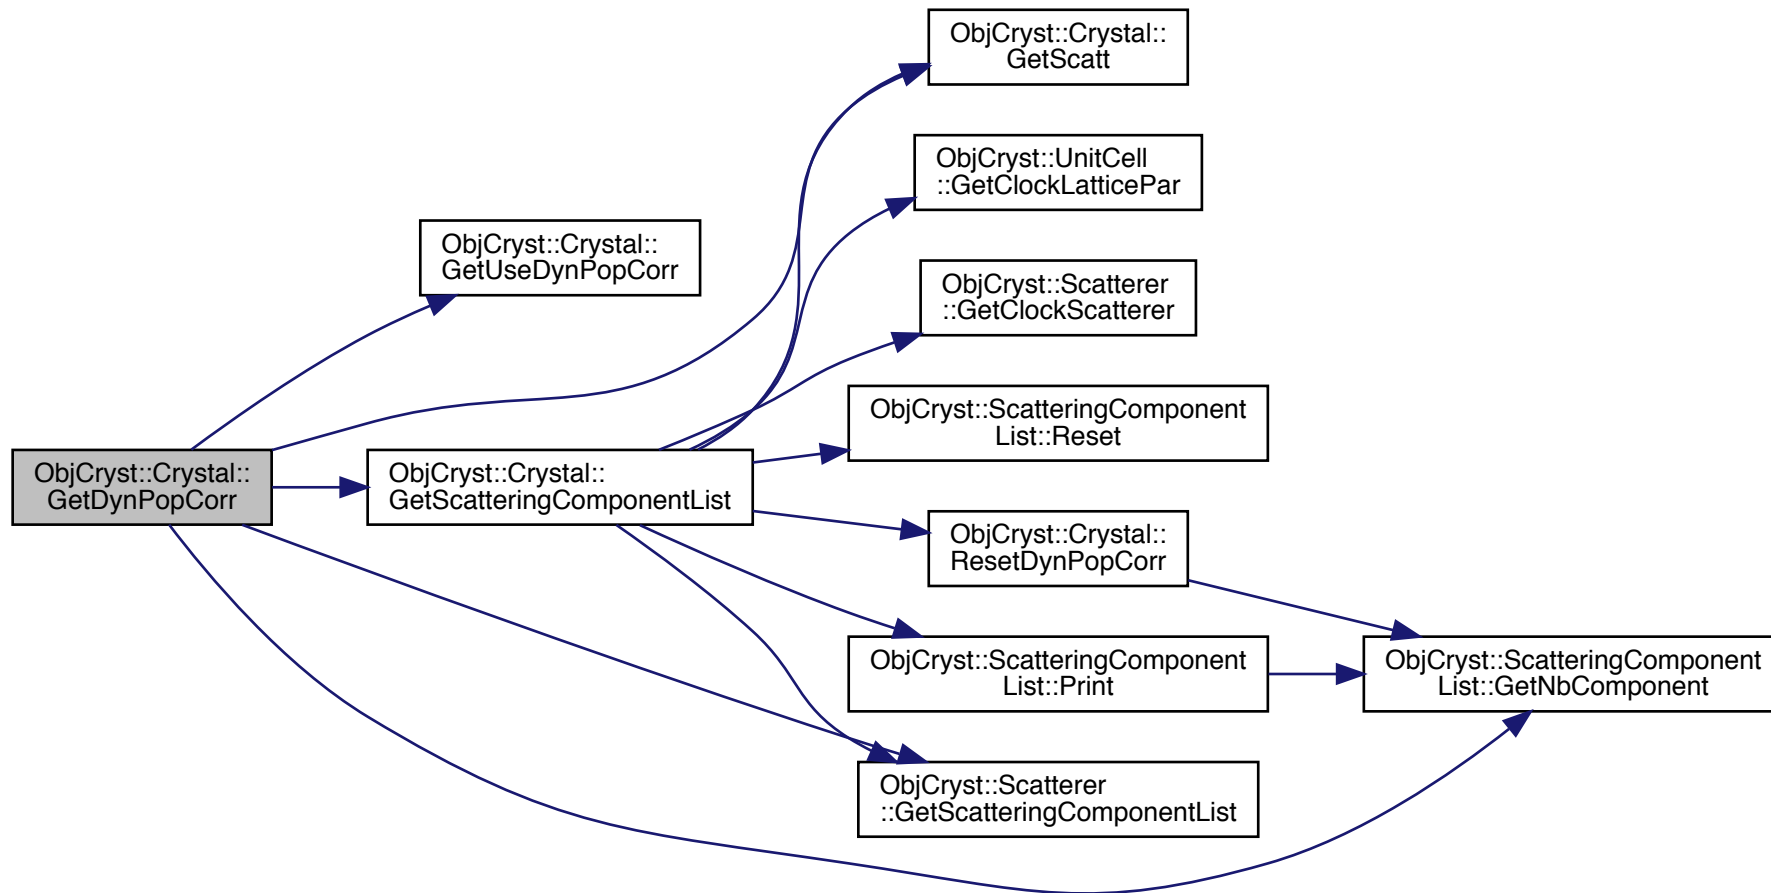 ObjCryst::Crystal::
GetScatt
ObjCryst::UnitCell
::GetClockLatticePar
ObjCryst::Crystal::
GetUseDynPopCorr
ObjCryst::Scatterer
::GetClockScatterer
ObjCryst::ScatteringComponent
List::Reset
ObjCryst::Crystal::
GetDynPopCorr
ObjCryst::Crystal::
GetScatteringComponentList
ObjCryst::Crystal::
ResetDynPopCorr
ObjCryst::ScatteringComponent
List::Print
ObjCryst::ScatteringComponent
List::GetNbComponent
ObjCryst::Scatterer
::GetScatteringComponentList